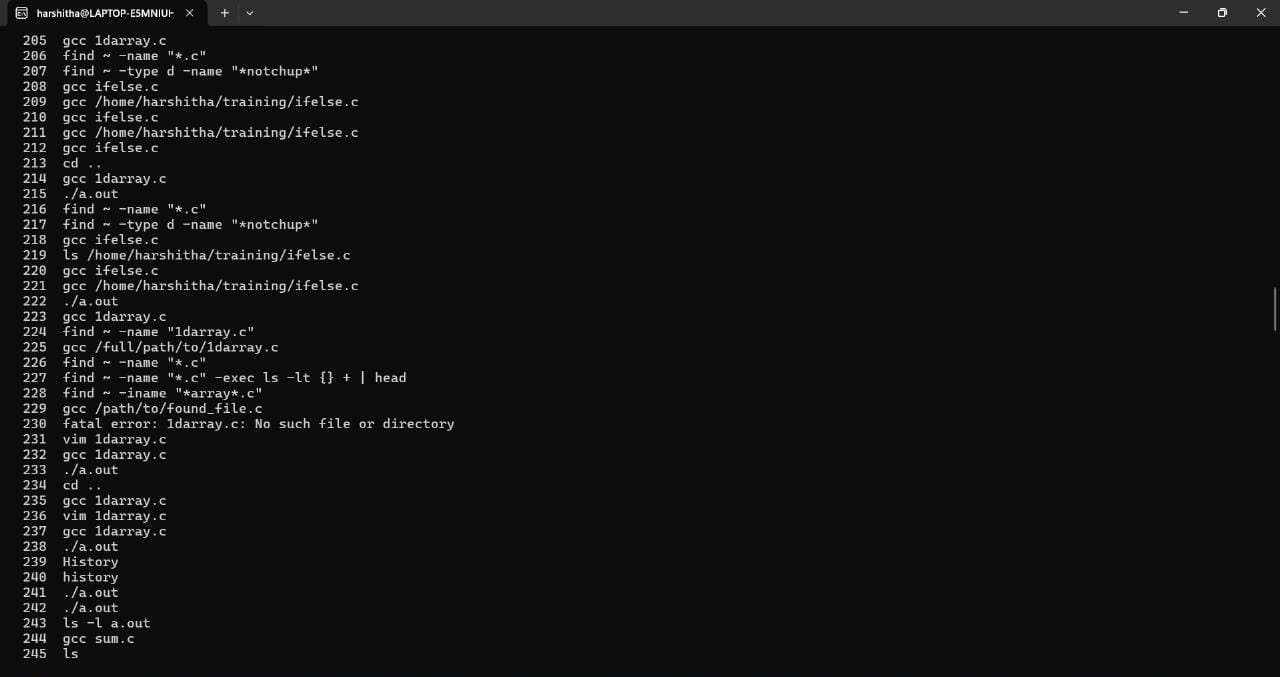 harshitha@LAPTOP-E5MNIUH
205 gcc 1darray.c
206 find ~ -name "*.c"
207 find ~ -type d -name "*notchup*"
208 gcc ifelse.c
209 gcc /home/harshitha/training/ifelse.c
210 gcc ifelse.c
211 gcc /home/harshitha/training/ifelse.c
212 gcc ifelse.c
213 cd ..
214 gcc 1darray.c
215 ./a.out
216 find ~ -name "*.c"
217 find ~ -type d -name "*notchup*"
218 gcc ifelse.c
219 ls /home/harshitha/training/ifelse.c
220 gcc ifelse.c
221 gcc /home/harshitha/training/ifelse.c
222 ./a.out
223 gcc 1darray.c
224 find ~ -name "1darray.c"
225 gcc /full/path/to/1darray.c
226 find ~ -name "*.c"
227 find ~ -name "*.c" -exec ls -lt {} + | head
228 find ~ -iname "*array*.c"
229 gcc /path/to/found_file.c
230 fatal error: 1darray.c: No such file or directory
231 vim 1darray.c
232 gcc 1darray.c
233 ./a.out
234 cd ..
235 gcc 1darray.c
236 vim 1darray.c
237 gcc 1darray.c
238 ./a.out
239 History
240 history
241 ./a.out
242 ./a.out
243 ls -l a.out
244 gcc sum.c
245 ls